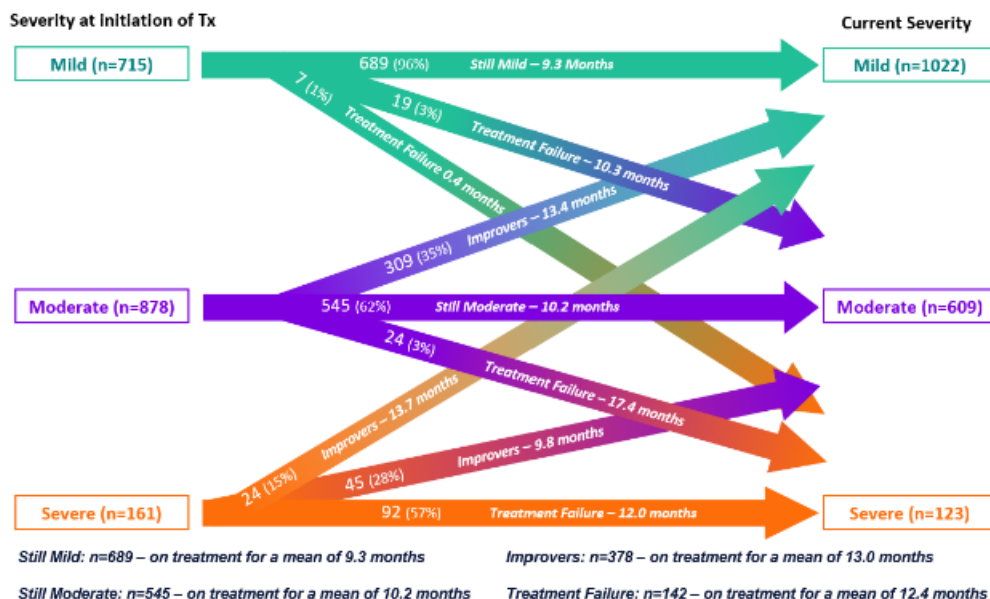 Severity at Initiation of Tx
Current Severity
Mild (n=715)
689 (96%) Still Mild – 9.3 Months
Mild (n=1022)
7 (1%) Treatment Failure 0.4 months
19 (3%) Treatment Failure – 10.3 months
309 (35%) Improvers – 13.4 months
Moderate (n=878)
545 (62%) Still Moderate – 10.2 months
Moderate (n=609)
24 (3%) Treatment Failure – 17.4 months
24 (15%) Improvers – 13.7 months
45 (28%) Improvers – 9.8 months
Severe (n=161)
92 (57%) Treatment Failure – 12.0 months
Severe (n=123)
Still Mild: n=689 – on treatment for a mean of 9.3 months
Improvers: n=378 – on treatment for a mean of 13.0 months
Still Moderate: n=545 – on treatment for a mean of 10.2 months
Treatment Failure: n=142 – on treatment for a mean of 12.4 months